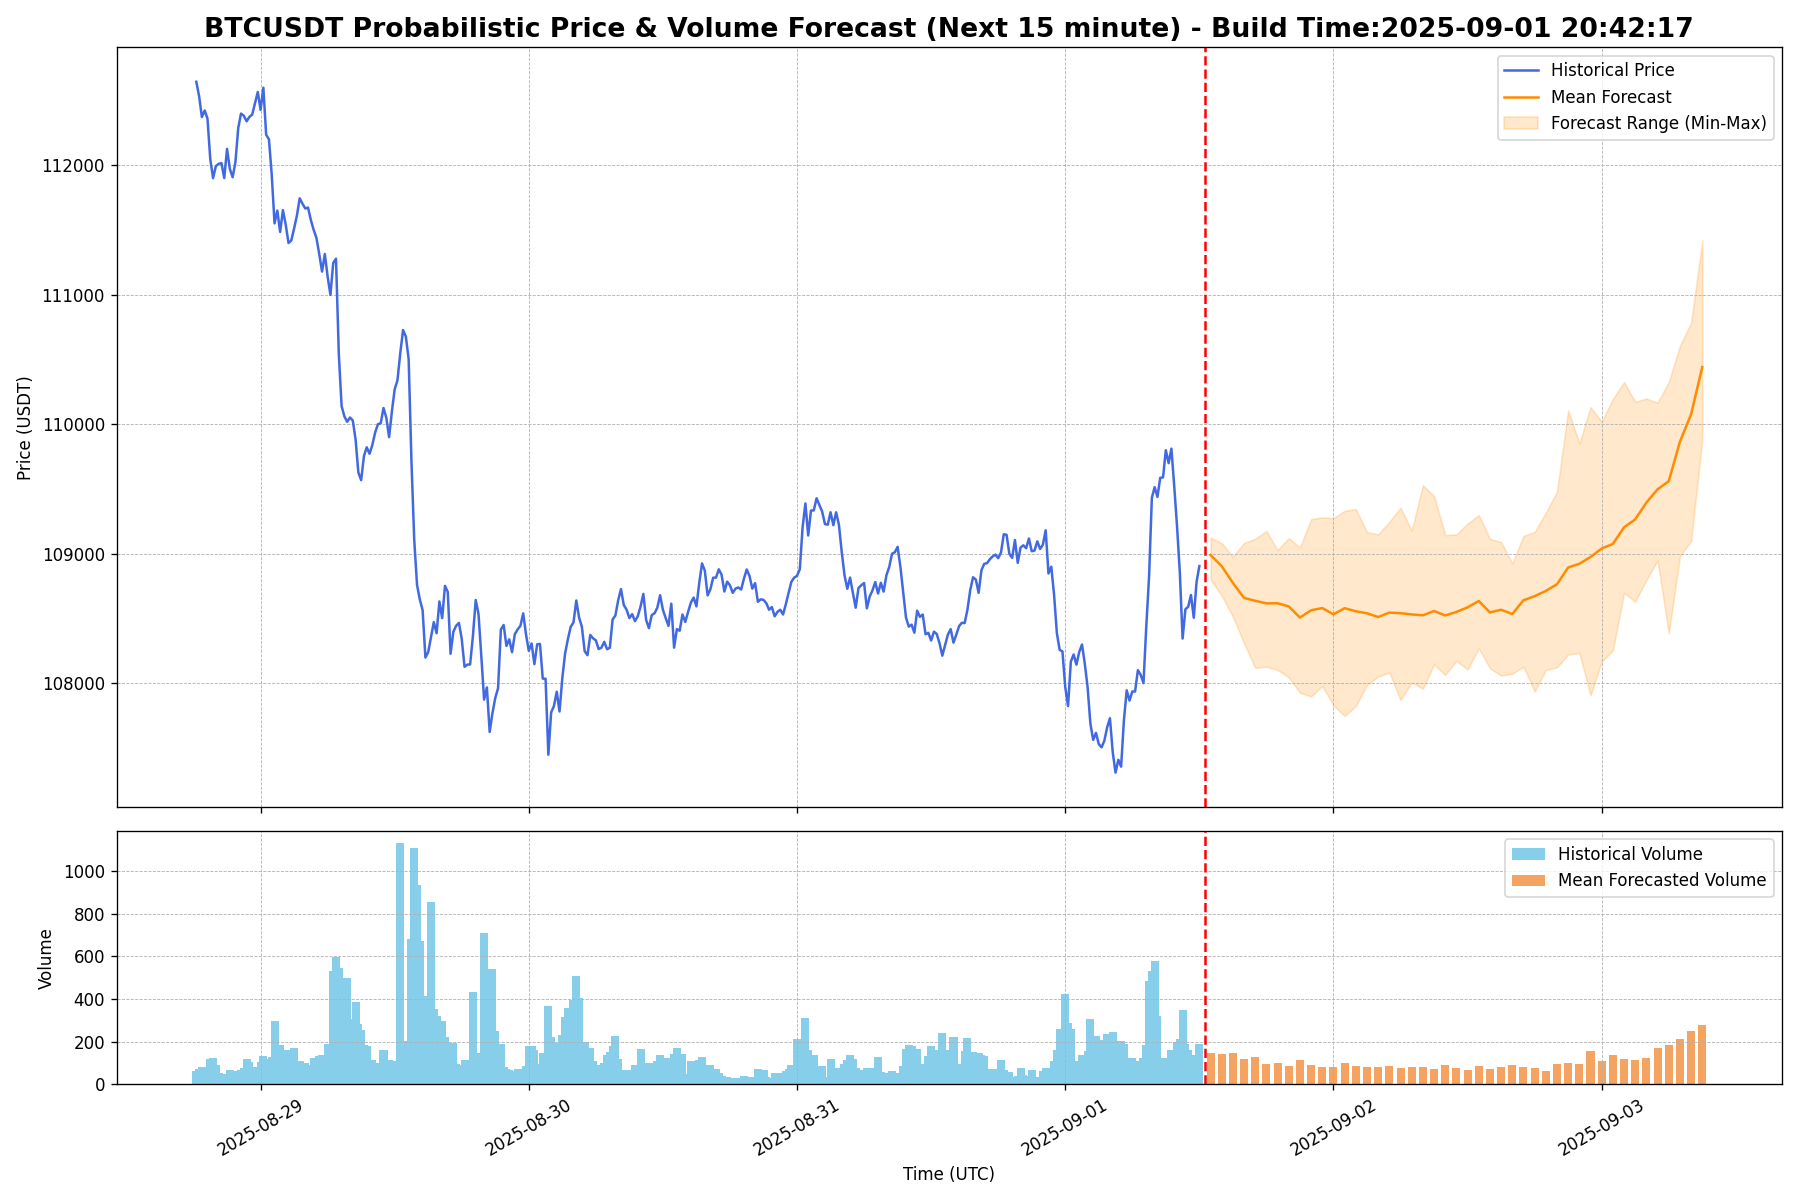 BTCUSDT Probabilistic Price & Volume Forecast (Next 15 minute) - Build Time:2025-09-01 20:42:17
Historical Price
Mean Forecast
Forecast Range (Min-Max)
112000
111000
110000
109000
108000
Price (USDT)
Historical Volume
Mean Forecasted Volume
1000
800
600
400
200
0
Volume
2025-08-29
2025-08-30
2025-08-31
2025-09-01
2025-09-02
2025-09-03
Time (UTC)